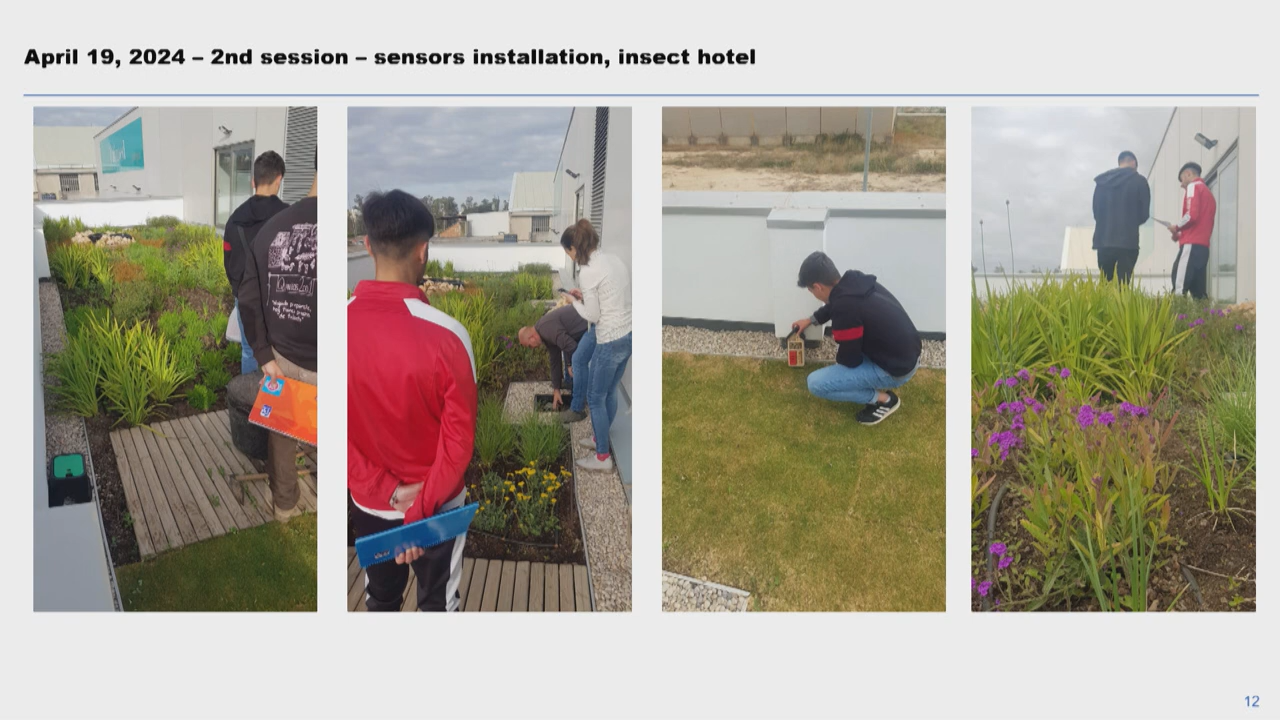 April 19, 2024 – 2nd session – sensors installation, insect hotel
12